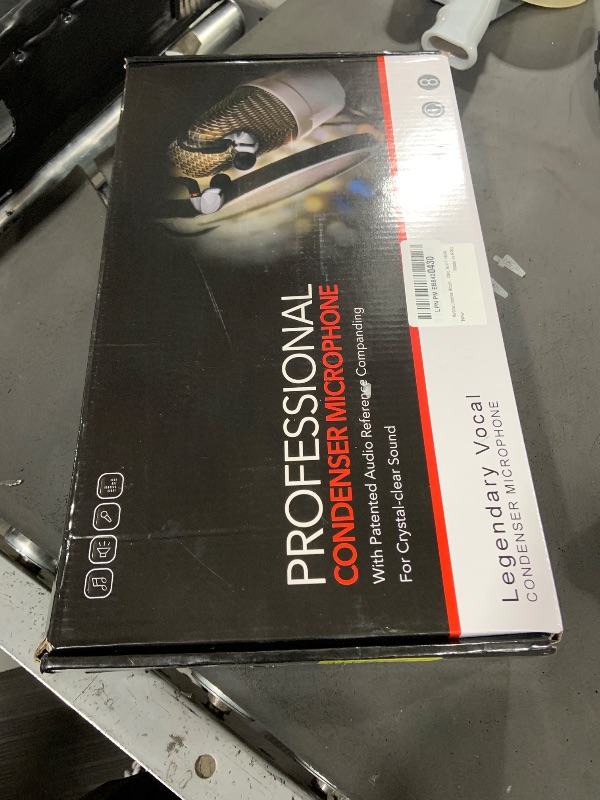 PROFESSIONAL
CONDENSER MICROPHONE
With Patented Audio Reference Companding
For Crystal-clear Sound
Legendary Vocal
CONDENSER MICROPHONE